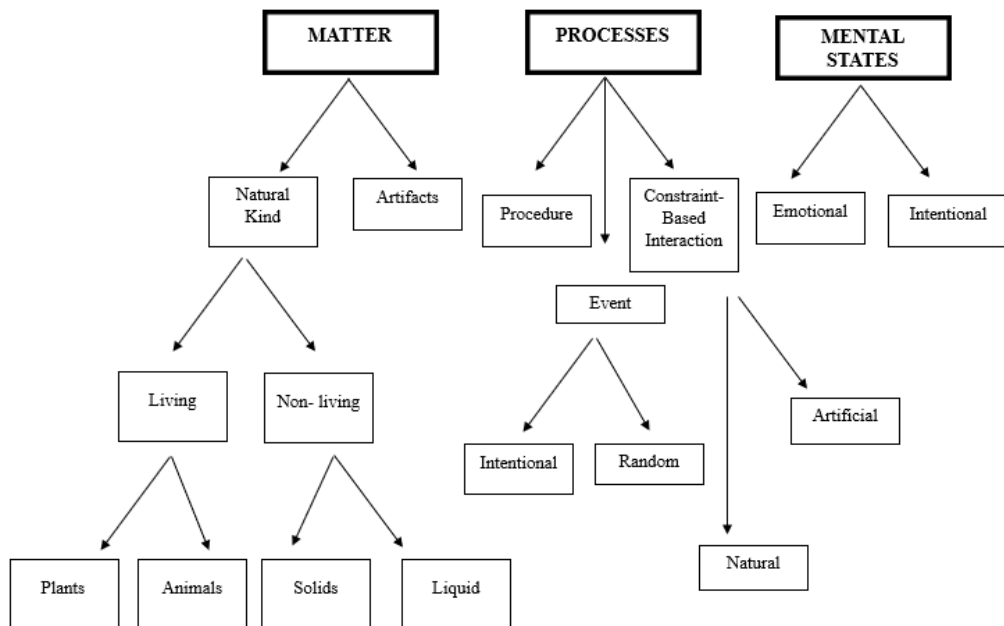 MATTER
PROCESSES
MENTAL
STATES
Natural
Kind
Artifacts
Procedure
Constraint-
Based
Interaction
Emotional
Intentional
Event
Living
Non- living
Artificial
Intentional
Random
Natural
Plants
Animals
Solids
Liquid